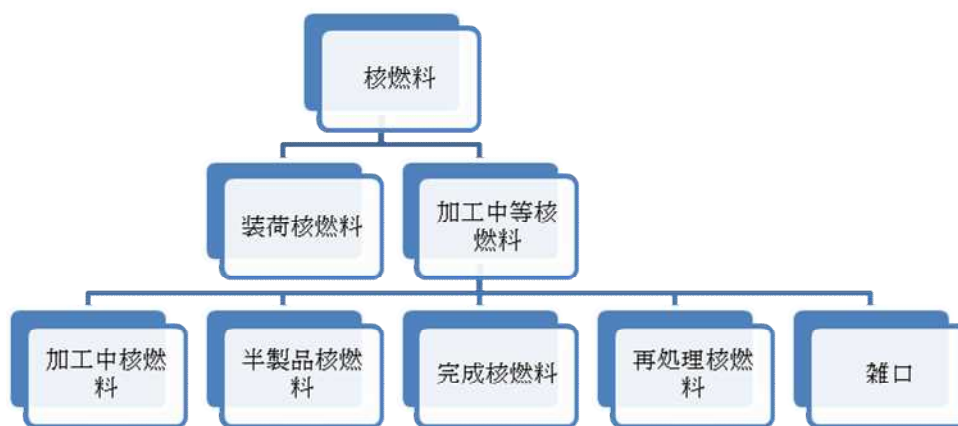 核燃料
装荷核燃料
加工中等核
燃料
加工中核燃
料
半製品核燃
料
完成核燃料
再処理核燃
料
雑口